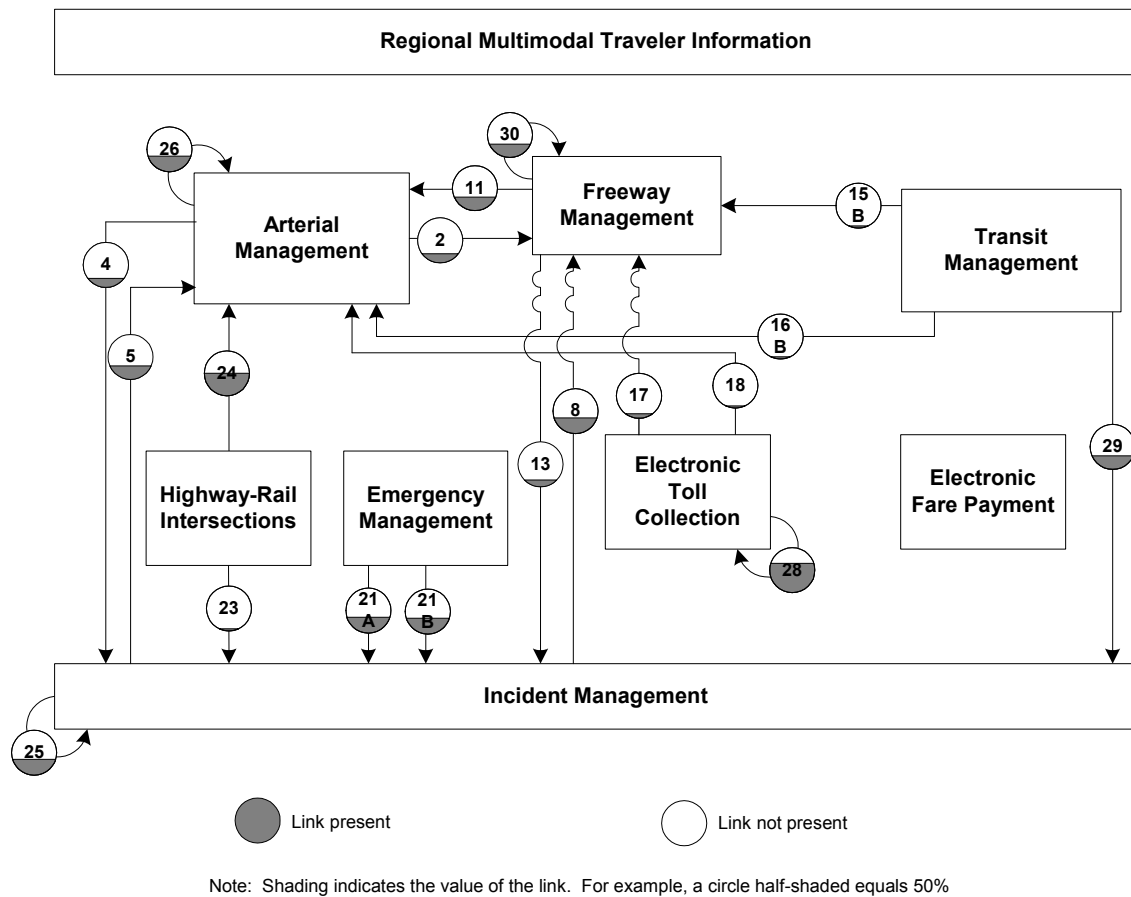 Regional Multimodal Traveler Information
30
26
11
Freeway
Management
15
B
Arterial
Management
2
Transit
Management
4
16
B
5
24
17
18
8
13
29
Highway-Rail
Intersections
Emergency
Management
Electronic
Toll
Collection
Electronic
Fare Payment
28
23
21
A
21
B
Incident Management
25
Link present
Link not present
Note: Shading indicates the value of the link. For example, a circle half-shaded equals 50%